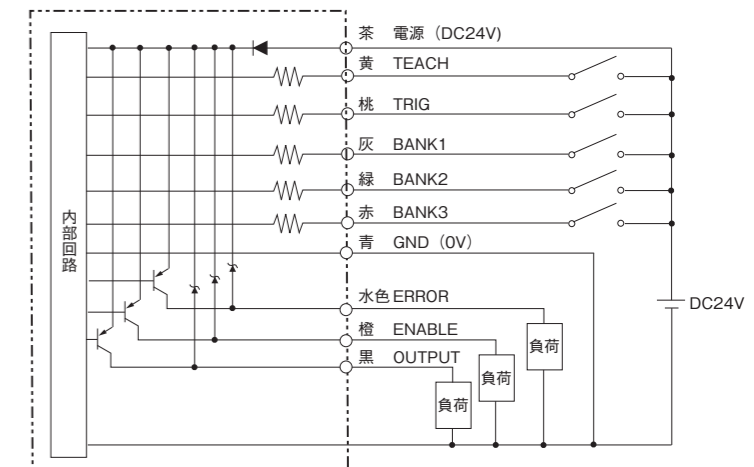 茶 電源（DC24V)
黄 TEACH
桃 TRIG
灰 BANK1
緑 BANK2
赤 BANK3
青 GND（0V）
内部回路
水色 ERROR
DC24V
橙 ENABLE
負荷
黒 OUTPUT
負荷
負荷